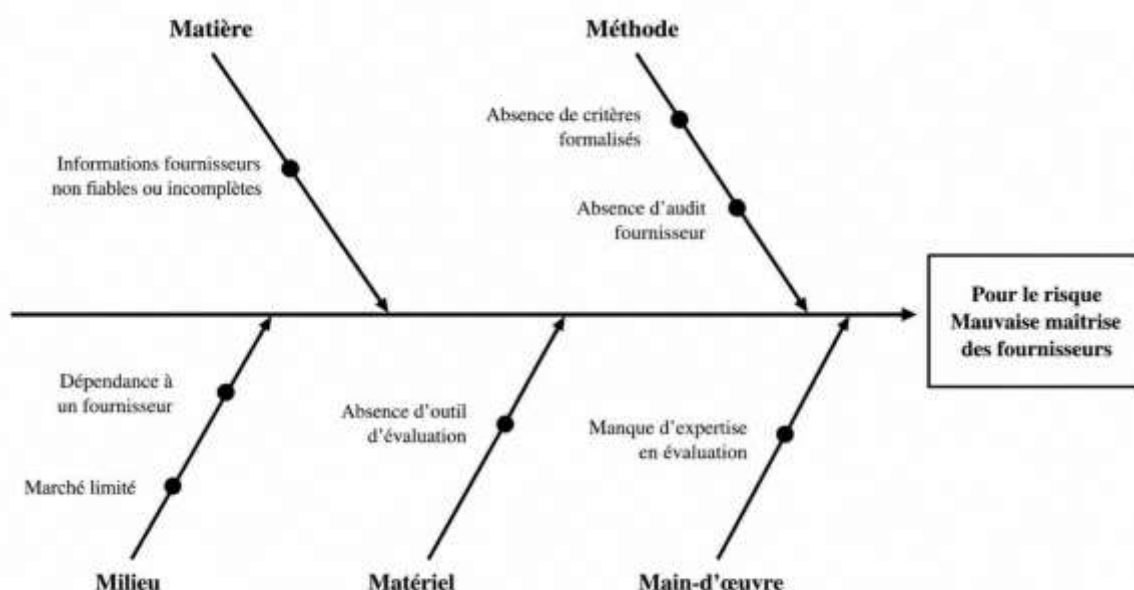 Matière
Méthode
Absence de critères
formalisés
Informations fournisseurs
non fiables ou incomplètes
Absence d'audit
fournisseur
Pour le risque
Mauvaise maîtrise
des fournisseurs
Dépendance à
un fournisseur
Absence d'outil
d'évaluation
Manque d'expertise
en évaluation
Marché limité
Milieu
Matériel
Main-d'œuvre